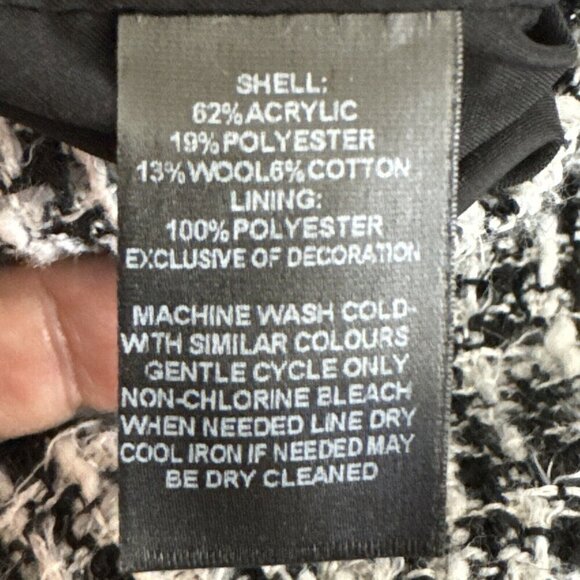 SHELL:
62%ACRYLIC
19%POLYESTER
13%WOOL6%COTTON
LINING:
100%POLYESTER
EXCLUSIVE OF DECORATION
MACHINE WASH COLD-
WITH SIMILAR COLOURS
GENTLE CYCLE ONLY
NON-CHLORINE BLEACH
WHEN NEEDED LINE DRY
COOL IRON IF NEEDED MAY
BE DRY CLEANED